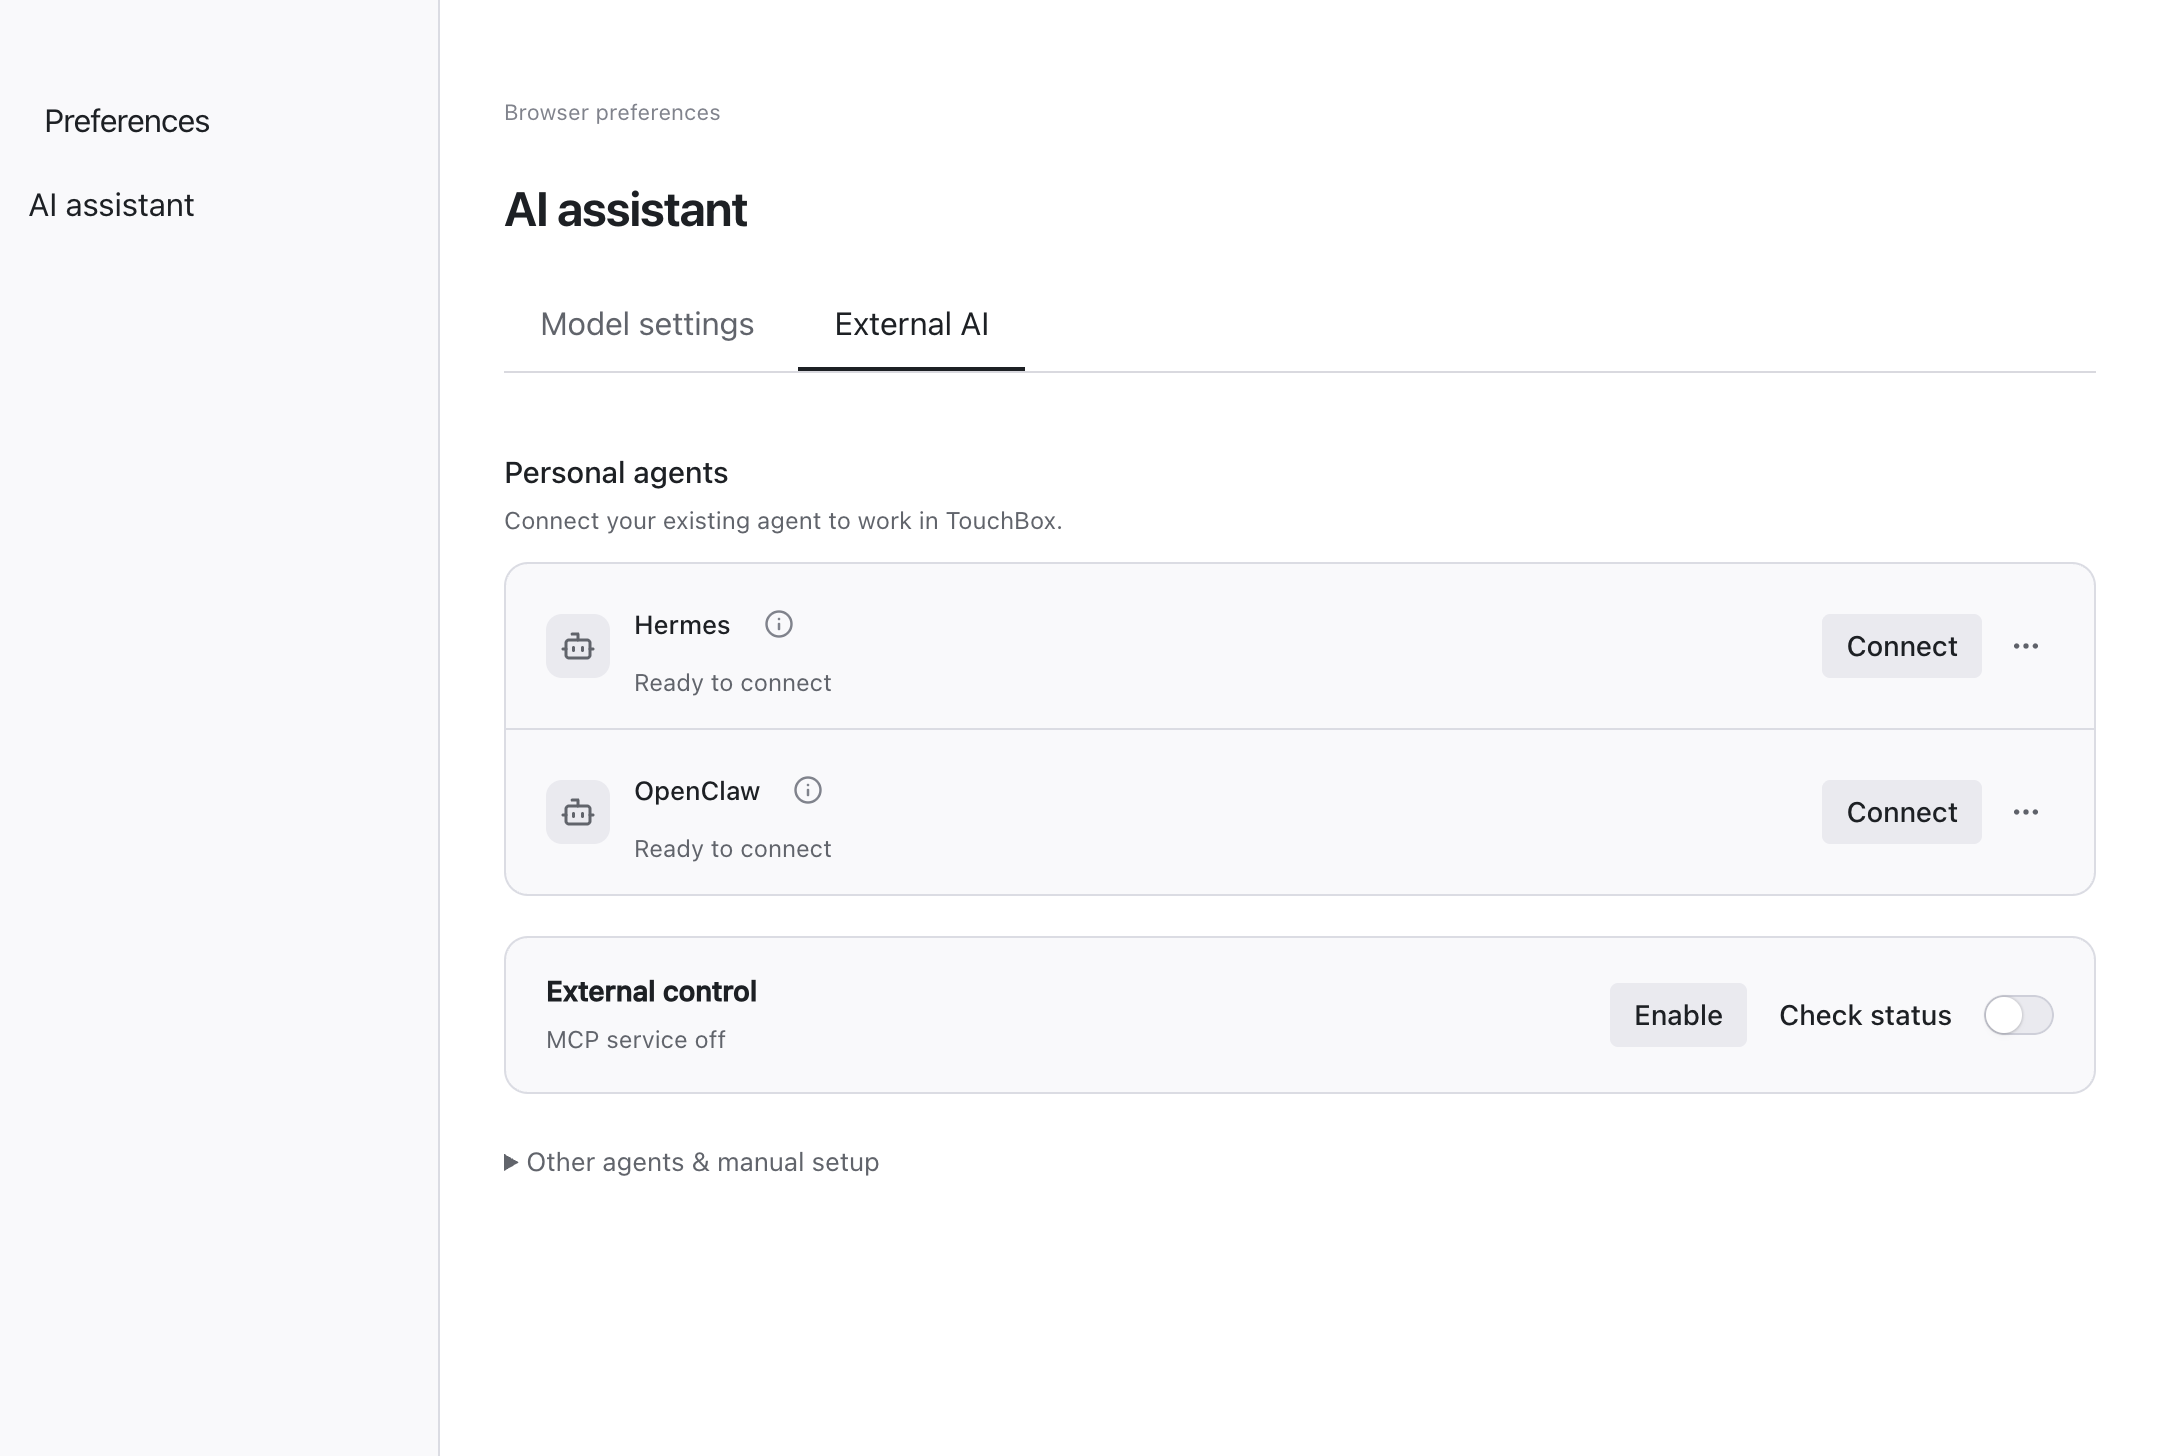 Preferences
AI assistant
Browser preferences
AI assistant
Model settings
External AI
Personal agents
Connect your existing agent to work in TouchBox.
Hermes
Ready to connect
Connect
OpenClaw
Ready to connect
Connect
External control
MCP service off
Enable
Check status
Other agents & manual setup